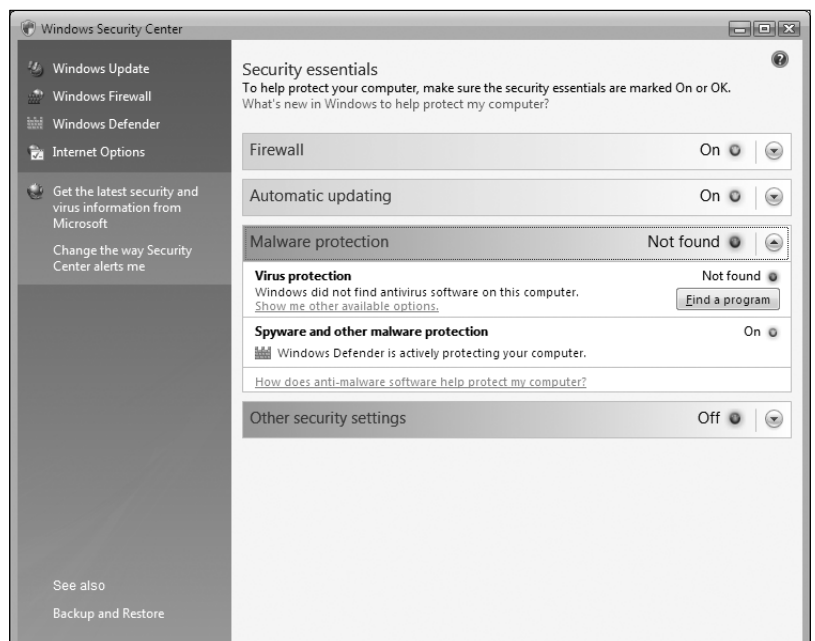 Windows Security Center
Windows Update
Windows Firewall
Windows Defender
Internet Options
Get the latest security and
virus information from
Microsoft
Change the way Security
Center alerts me
See also
Backup and Restore
Security essentials
To help protect your computer, make sure the security essentials are marked On or OK.
What's new in Windows to help protect my computer?
Firewall On
Automatic updating On
Malware protection Not found
Virus protection Not found
Windows did not find antivirus software on this computer.
Show me other available options.
Find a program
Spyware and other malware protection On
Windows Defender is actively protecting your computer.
How does anti-malware software help protect my computer?
Other security settings Off